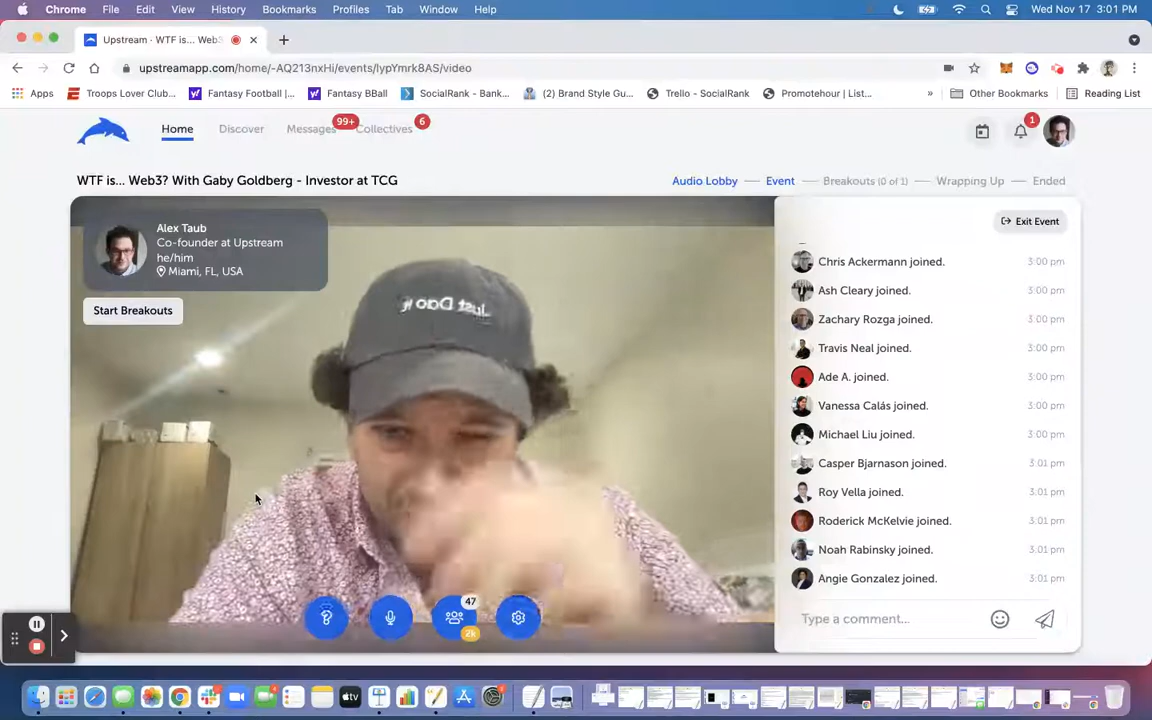 Chrome File Edit View History Bookmarks Profiles Tab Window Help Wed Nov 17 3:01 PM
Upstream · WTF is... Web3
upstreamapp.com/home/-AQ213nxHi/events/lypYmrk8AS/video
Apps Troops Lover Club... Fantasy Football |... Fantasy BBall SocialRank - Bank... (2) Brand Style Gu... Trello - SocialRank Promotehour | List... » Other Bookmarks Reading List
Home Discover Messages 99+ Collectives 6 1
WTF is... Web3? With Gaby Goldberg - Investor at TCG
Audio Lobby Event Breakouts (0 of 1) Wrapping Up Ended
Alex Taub
Co-founder at Upstream
he/him
Miami, FL, USA
Start Breakouts
Just Dao it
47
2k
Exit Event
Chris Ackermann joined. 3:00 pm
Ash Cleary joined. 3:00 pm
Zachary Rozga joined. 3:00 pm
Travis Neal joined. 3:00 pm
Ade A. joined. 3:00 pm
Vanessa Calás joined. 3:00 pm
Michael Liu joined. 3:00 pm
Casper Bjarnason joined. 3:01 pm
Roy Vella joined. 3:01 pm
Roderick McKelvie joined. 3:01 pm
Noah Rabinsky joined. 3:01 pm
Angie Gonzalez joined. 3:01 pm
Type a comment...